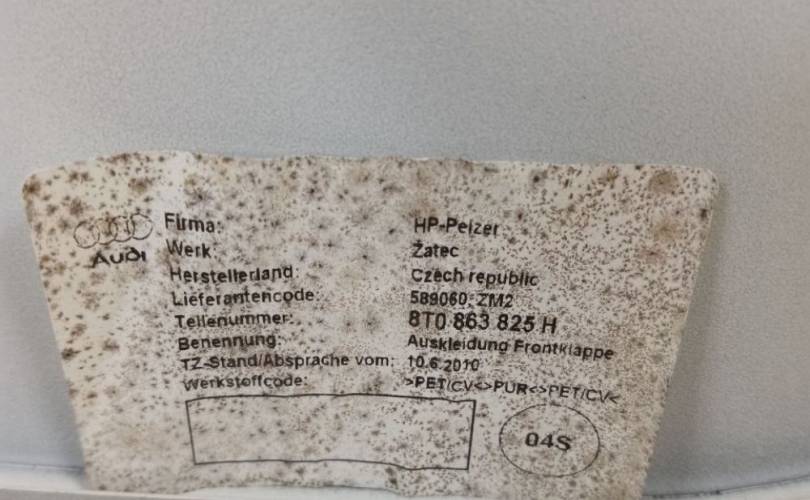 Firma: HP-Pelzer
Werk: Žatec
Herstellerland: Czech republic
Lieferantencode: 589060, ZM2
Teilenummer: 8T0 863 825 H
Benennung: Auskleidung Frontklappe
TZ-Stand/Absprache vom: 10.6.2010
Werkstoffcode: >PET/CV<>PUR<>PET/CV<
Audi
04S